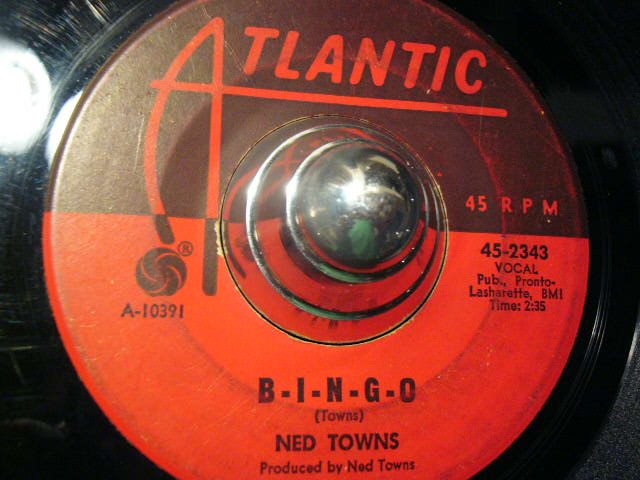 ATLANTIC
45 RPM
®
A-10391
45-2343
VOCAL
Pub., Pronto-
Lasharette, BMI
Time: 2:35
B-I-N-G-O
(Towns)
NED TOWNS
Produced by Ned Towns